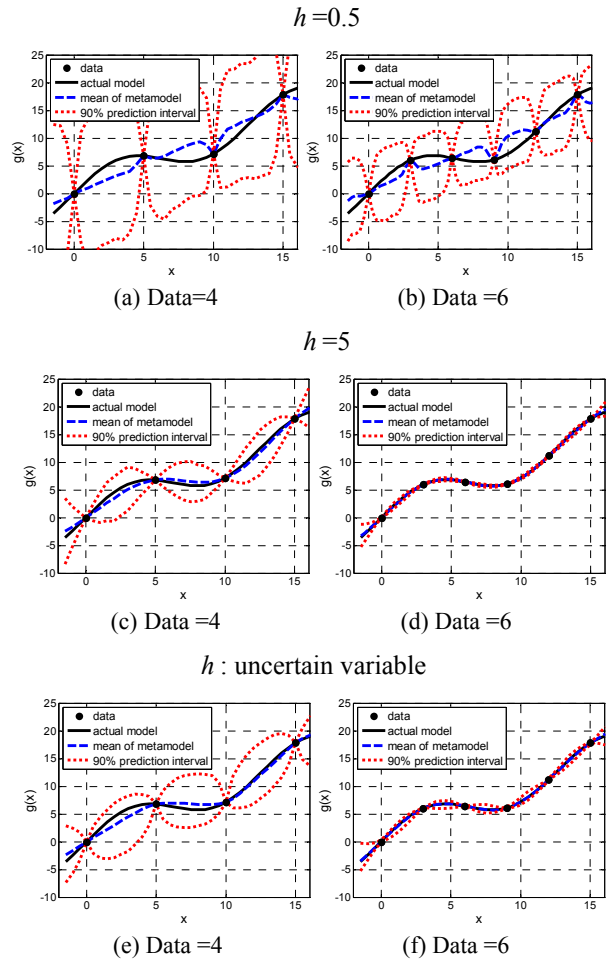 h =0.5
25
20
15
10
5
0
-5
-10
g(x)
data
actual model
mean of metamodel
90% prediction interval
0 5 10 15
x
25
20
15
10
5
0
-5
-10
g(x)
data
actual model
mean of metamodel
90% prediction interval
0 5 10 15
x
(a) Data=4 (b) Data =6
h =5
25
20
15
10
5
0
-5
-10
g(x)
data
actual model
mean of metamodel
90% prediction interval
0 5 10 15
x
25
20
15
10
5
0
-5
-10
g(x)
data
actual model
mean of metamodel
90% prediction interval
0 5 10 15
x
(c) Data =4 (d) Data =6
h : uncertain variable
25
20
15
10
5
0
-5
-10
g(x)
data
actual model
mean of metamodel
90% prediction interval
0 5 10 15
x
25
20
15
10
5
0
-5
-10
g(x)
data
actual model
mean of metamodel
90% prediction interval
0 5 10 15
x
(e) Data =4 (f) Data =6